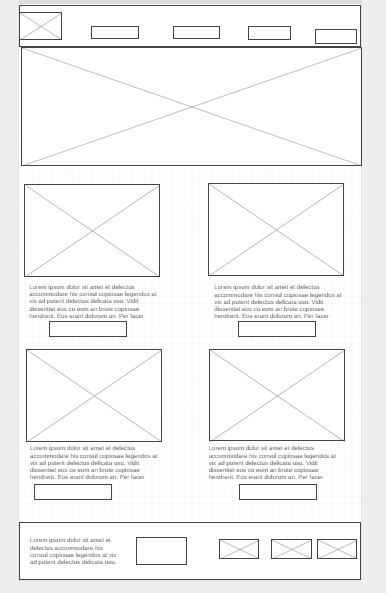 Lorem ipsum dolor sit amet et delectus
accommodare his consul copiosae legendos at
vix ad putent delectus delicata usu. Vidit
dissentiet eos cu eum an brute copiosae
hendrerit. Eos erant dolorum an. Per facer
Lorem ipsum dolor sit amet et delectus
accommodare his consul copiosae legendos at
vix ad putent delectus delicata usu. Vidit
dissentiet eos cu eum an brute copiosae
hendrerit. Eos erant dolorum an. Per facer
Lorem ipsum dolor sit amet et delectus
accommodare his consul copiosae legendos at
vix ad putent delectus delicata usu. Vidit
dissentiet eos cu eum an brute copiosae
hendrerit. Eos erant dolorum an. Per facer
Lorem ipsum dolor sit amet et delectus
accommodare his consul copiosae legendos at
vix ad putent delectus delicata usu. Vidit
dissentiet eos cu eum an brute copiosae
hendrerit. Eos erant dolorum an. Per facer
Lorem ipsum dolor sit amet et
delectus accommodare his
consul copiosae legendos at vix
ad putent delectus delicata usu.